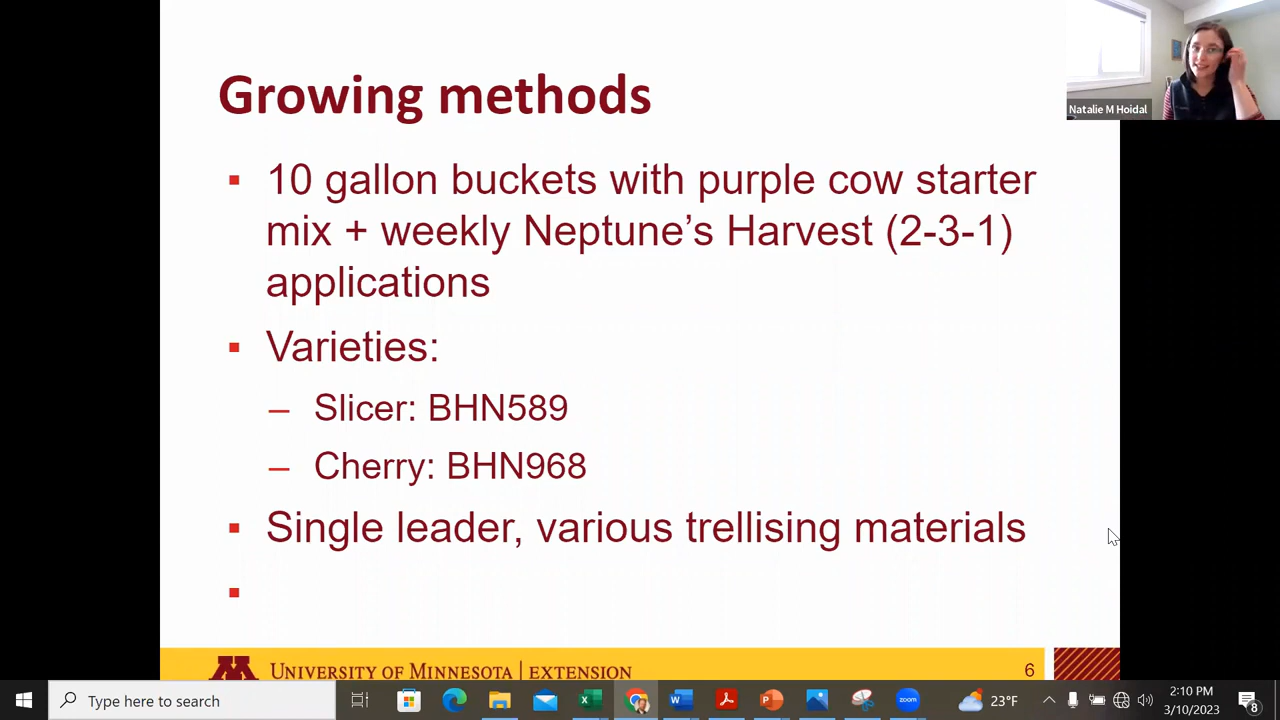 Growing methods
Natalie M Hoidal
▪ 10 gallon buckets with purple cow starter
mix + weekly Neptune’s Harvest (2-3-1)
applications
▪ Varieties:
– Slicer: BHN589
– Cherry: BHN968
▪ Single leader, various trellising materials
▪
UNIVERSITY OF MINNESOTA | EXTENSION
6
Type here to search
23°F
2:10 PM
3/10/2023
8